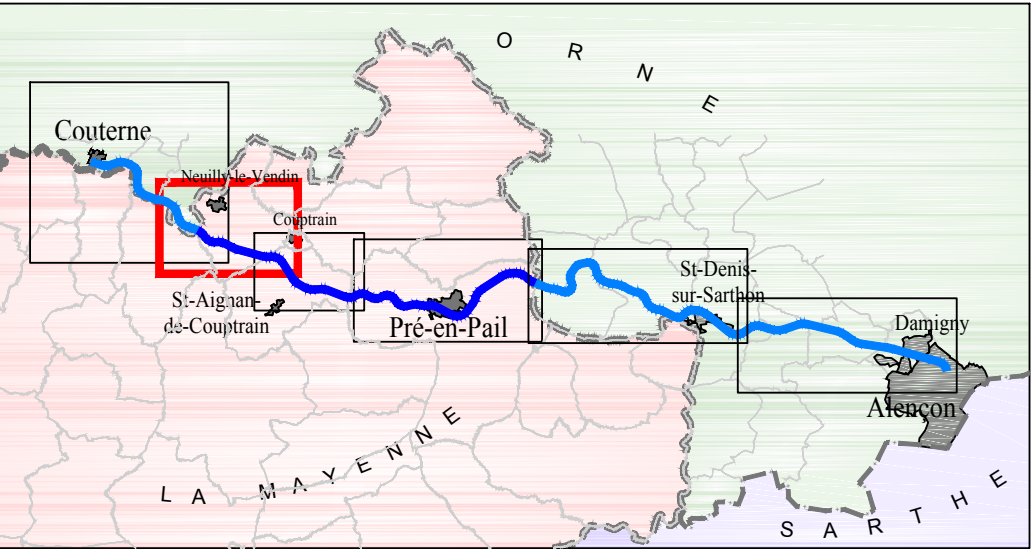 O R N E
Couterne
Neuilly-le-Vendin
Couptrain
St-Denis-
sur-Sarthon
St-Aignan-
de-Couptrain
Pré-en-Pail
Damigny
Alençon
L A M A Y E N N E
S A R T H E